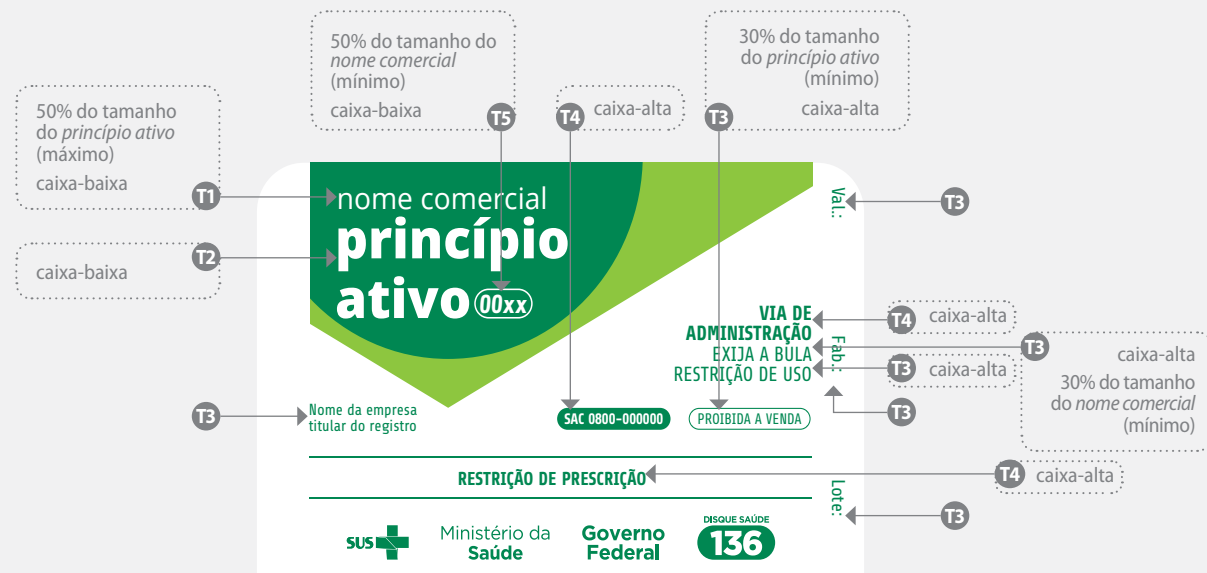 50% do tamanho do
nome comercial
(mínimo)
caixa-baixa
T5
T4
caixa-alta
30% do tamanho
do princípio ativo
(mínimo)
caixa-alta
T3
50% do tamanho
do princípio ativo
(máximo)
caixa-baixa
T1
nome comercial
Val.:
T3
caixa-baixa
T2
princípio
ativo
00xx
VIA DE
ADMINISTRAÇÃO
EXIJA A BULA
RESTRIÇÃO DE USO
Fab.:
T4
caixa-alta
T3
caixa-alta
30% do tamanho
do nome comercial
(mínimo)
T3
caixa-alta
T3
T3
Nome da empresa
titular do registro
SAC 0800-000000
PROIBIDA A VENDA
RESTRIÇÃO DE PRESCRIÇÃO
T4
caixa-alta
Lote:
T3
SUS
Ministério da
Saúde
Governo
Federal
DISQUE SAÚDE
136